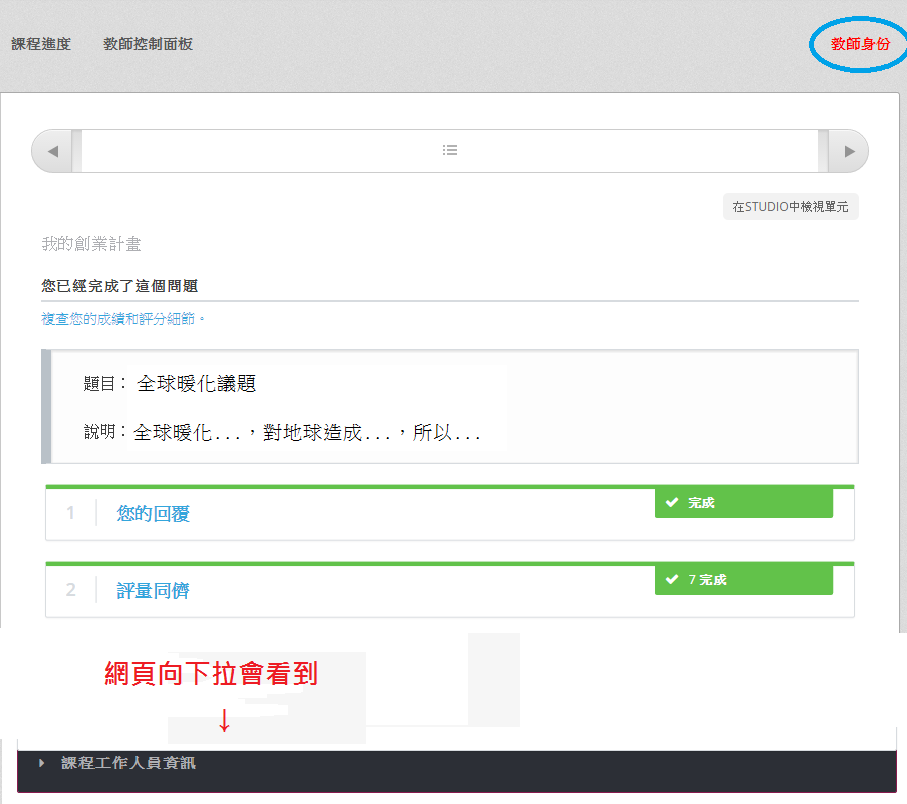 課程進度 教師控制面板 教師身份
在STUDIO中檢視單元
我的創業計畫
您已經完成了這個問題
複查您的成績和評分細節。
題目： 全球暖化議題
說明：全球暖化...，對地球造成...，所以...
1 您的回覆 完成
2 評量同儕 7 完成
網頁向下拉會看到
↓
課程工作人員資訊